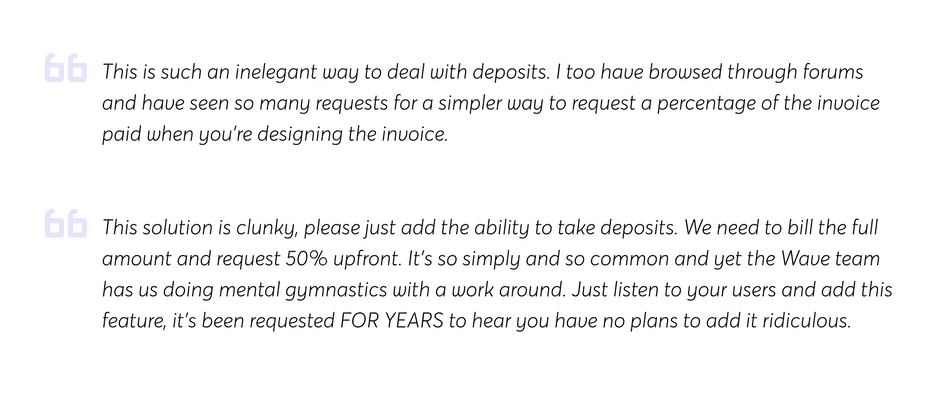 This is such an inelegant way to deal with deposits. I too have browsed through forums
and have seen so many requests for a simpler way to request a percentage of the invoice
paid when you're designing the invoice.
This solution is clunky, please just add the ability to take deposits. We need to bill the full
amount and request 50% upfront. It's so simply and so common and yet the Wave team
has us doing mental gymnastics with a work around. Just listen to your users and add this
feature, it's been requested FOR YEARS to hear you have no plans to add it ridiculous.